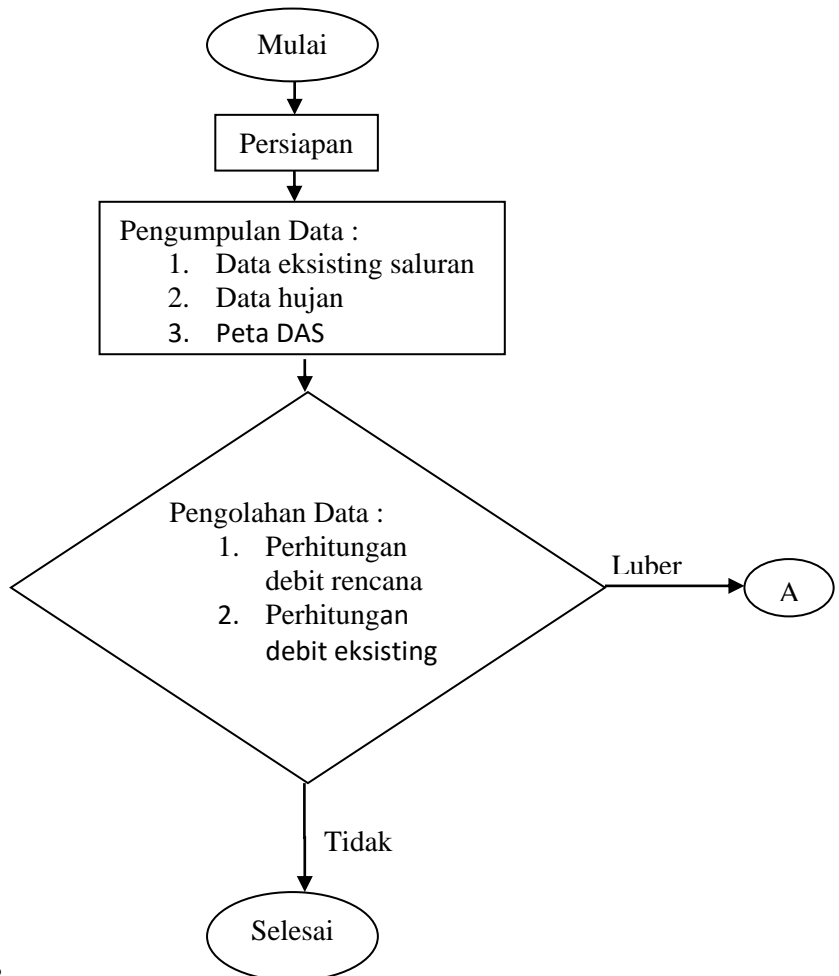 Mulai
Persiapan
Pengumpulan Data :
1. Data eksisting saluran
2. Data hujan
3. Peta DAS
Pengolahan Data :
1. Perhitungan
debit rencana
2. Perhitungan
debit eksisting
Luber
A
Tidak
Selesai